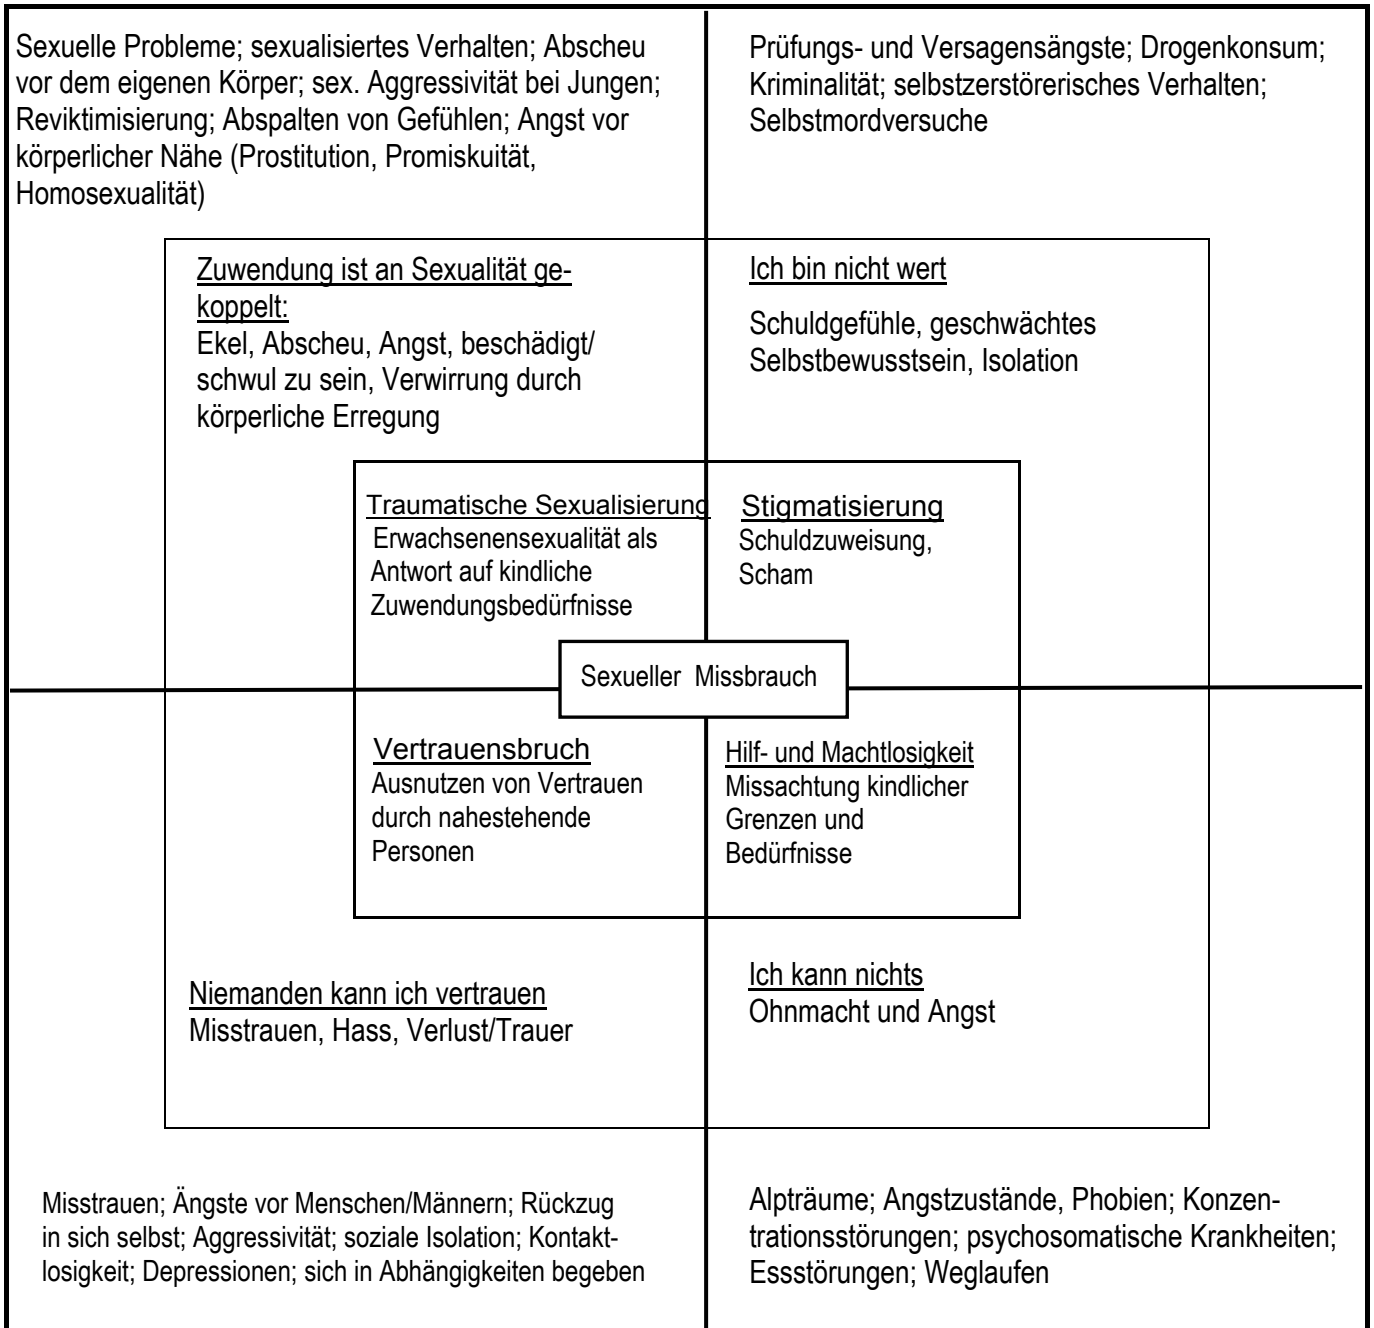 Sexuelle Probleme; sexualisiertes Verhalten; Abscheu
vor dem eigenen Körper; sex. Aggressivität bei Jungen;
Reviktimisierung; Abspalten von Gefühlen; Angst vor
körperlicher Nähe (Prostitution, Promiskuität,
Homosexualität)
Prüfungs- und Versagensängste; Drogenkonsum;
Kriminalität; selbstzerstörerisches Verhalten;
Selbstmordversuche
Zuwendung ist an Sexualität ge-
koppelt:
Ekel, Abscheu, Angst, beschädigt/
schwul zu sein, Verwirrung durch
körperliche Erregung
Ich bin nicht wert
Schuldgefühle, geschwächtes
Selbstbewusstsein, Isolation
Traumatische Sexualisierung
Erwachsenensexualität als
Antwort auf kindliche
Zuwendungsbedürfnisse
Stigmatisierung
Schuldzuweisung,
Scham
Sexueller Missbrauch
Vertrauensbruch
Ausnutzen von Vertrauen
durch nahestehende
Personen
Hilf- und Machtlosigkeit
Missachtung kindlicher
Grenzen und
Bedürfnisse
Niemanden kann ich vertrauen
Misstrauen, Hass, Verlust/Trauer
Ich kann nichts
Ohnmacht und Angst
Misstrauen; Ängste vor Menschen/Männern; Rückzug
in sich selbst; Aggressivität; soziale Isolation; Kontakt-
losigkeit; Depressionen; sich in Abhängigkeiten begeben
Alpträume; Angstzustände, Phobien; Konzen-
trationsstörungen; psychosomatische Krankheiten;
Essstörungen; Weglaufen